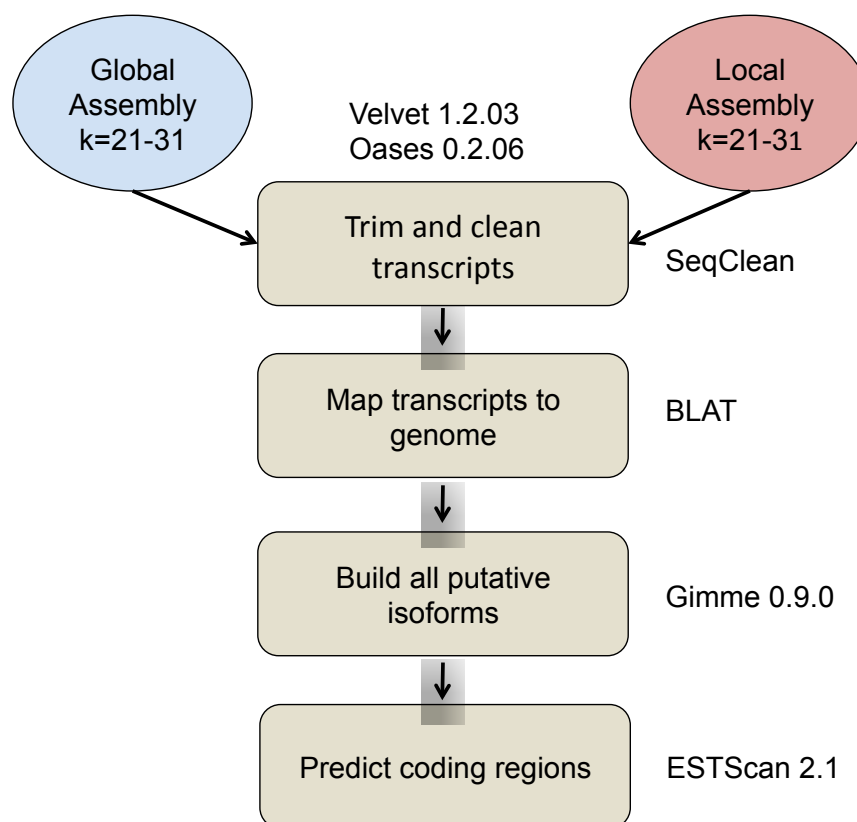 Global
Assembly
k=21-31
Velvet 1.2.03
Oases 0.2.06
Local
Assembly
k=21-31
Trim and clean
transcripts
SeqClean
Map transcripts to
genome
BLAT
Build all putative
isoforms
Gimme 0.9.0
Predict coding regions
ESTScan 2.1